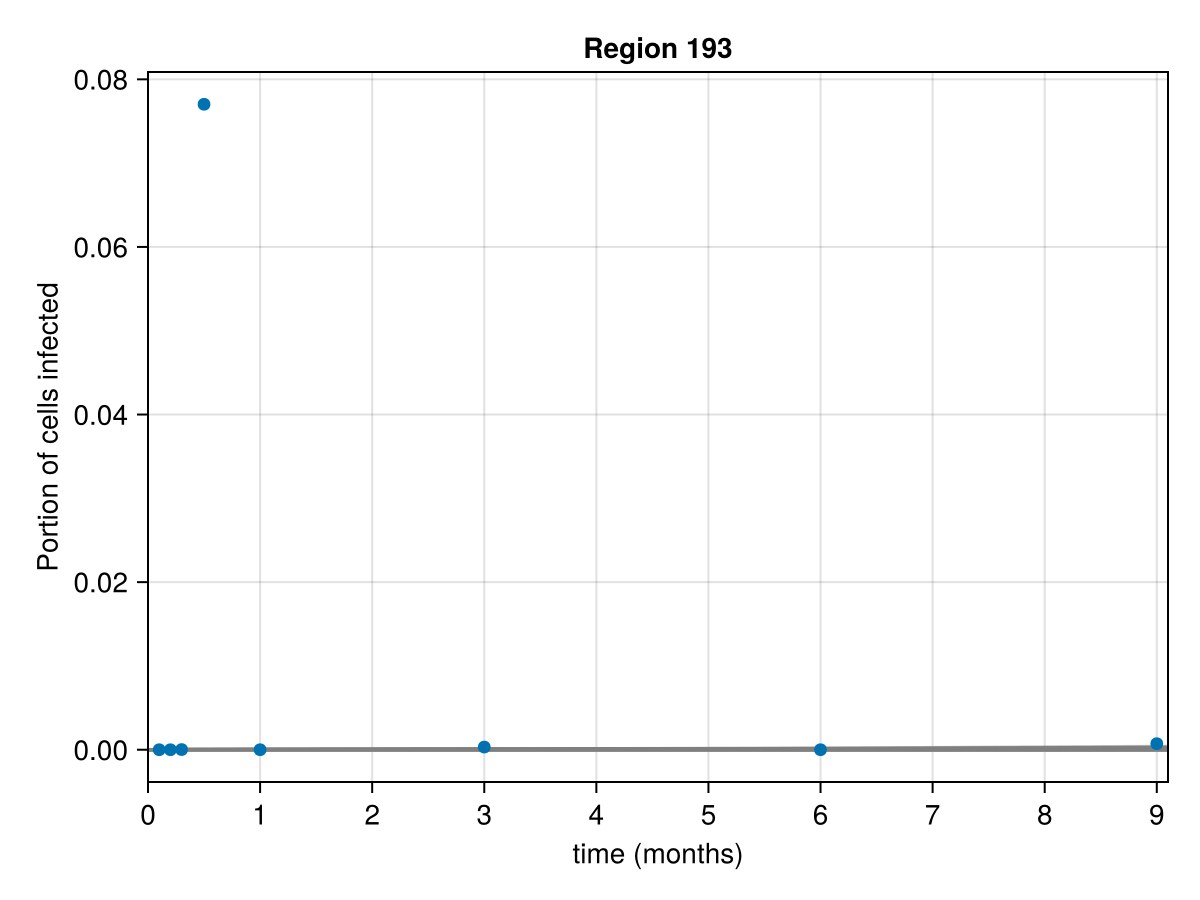 Region 193
0.08
0.06
0.04
0.02
0.00
Portion of cells infected
0 1 2 3 4 5 6 7 8 9
time (months)